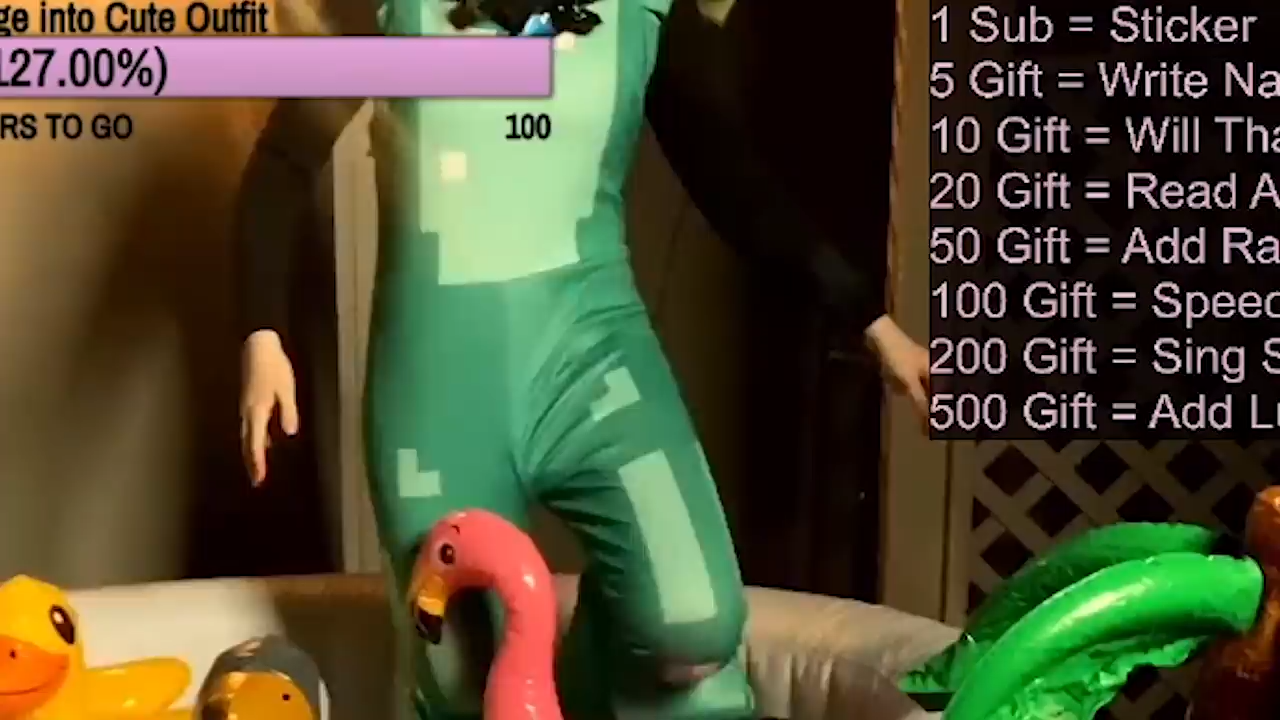 ge into Cute Outfit
127.00%)
RS TO GO 100
1 Sub = Sticker
5 Gift = Write Na
10 Gift = Will Tha
20 Gift = Read A
50 Gift = Add Ra
100 Gift = Speed
200 Gift = Sing S
500 Gift = Add Lu